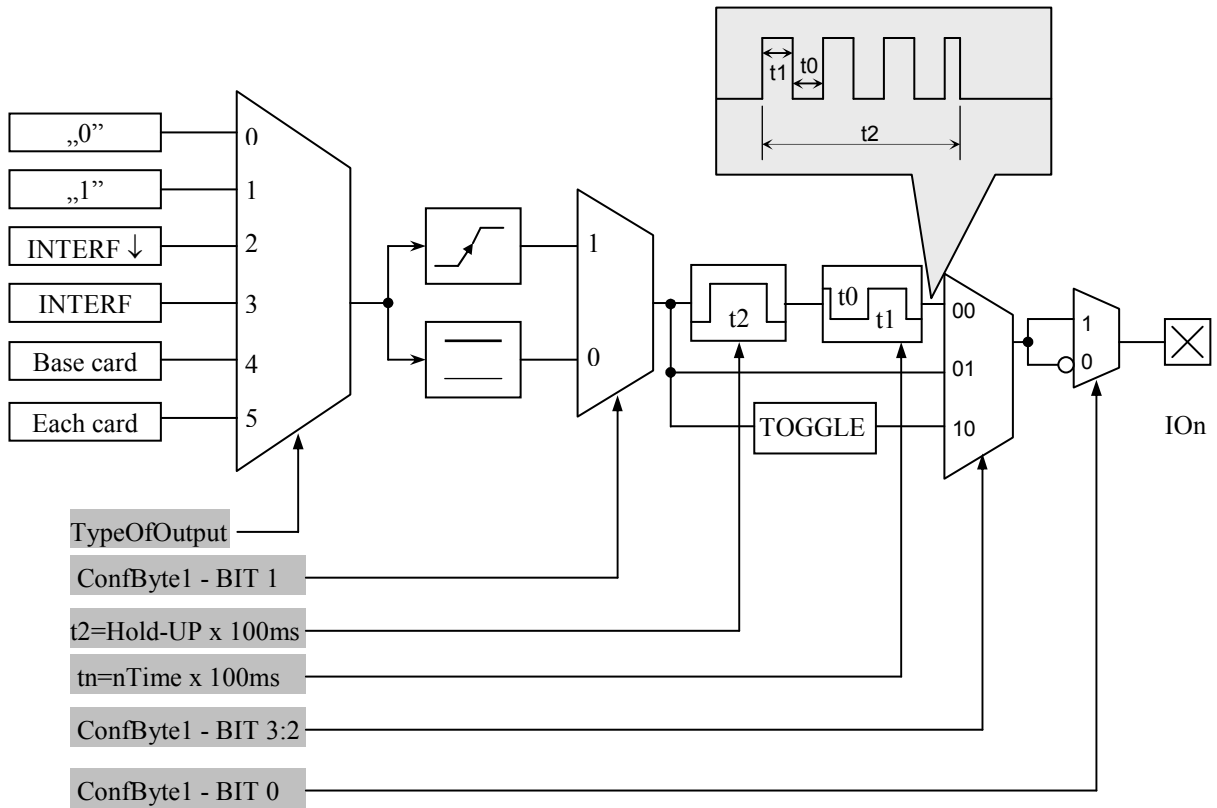 t1
t0
t2
„0”
0
„1”
1
INTERF ↓
2
INTERF
3
Base card
4
Each card
5
1
0
t2
t0
t1
00
01
TOGGLE
10
1
0
IOn
TypeOfOutput
ConfByte1 - BIT 1
t2=Hold-UP x 100ms
tn=nTime x 100ms
ConfByte1 - BIT 3:2
ConfByte1 - BIT 0